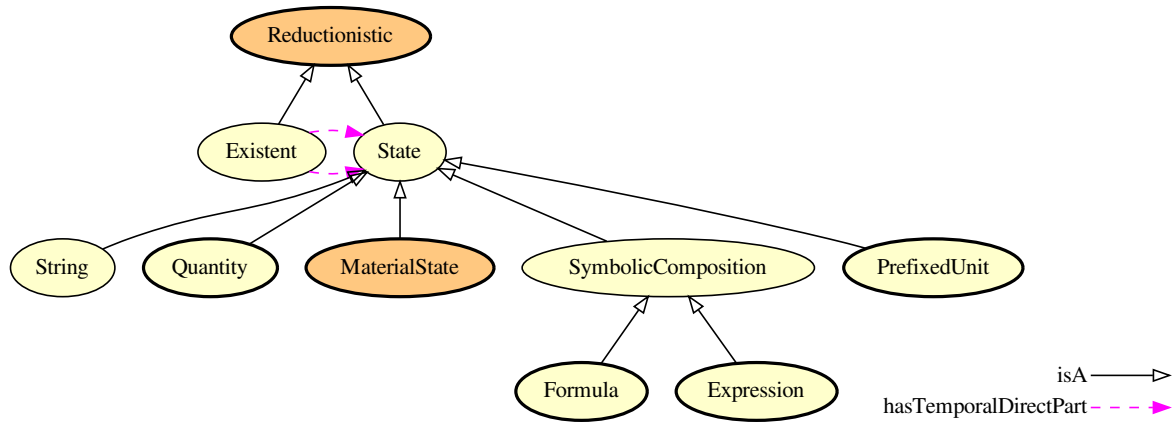 Reductionistic
Existent
State
String
Quantity
MaterialState
SymbolicComposition
PrefixedUnit
Formula
Expression
isA
hasTemporalDirectPart